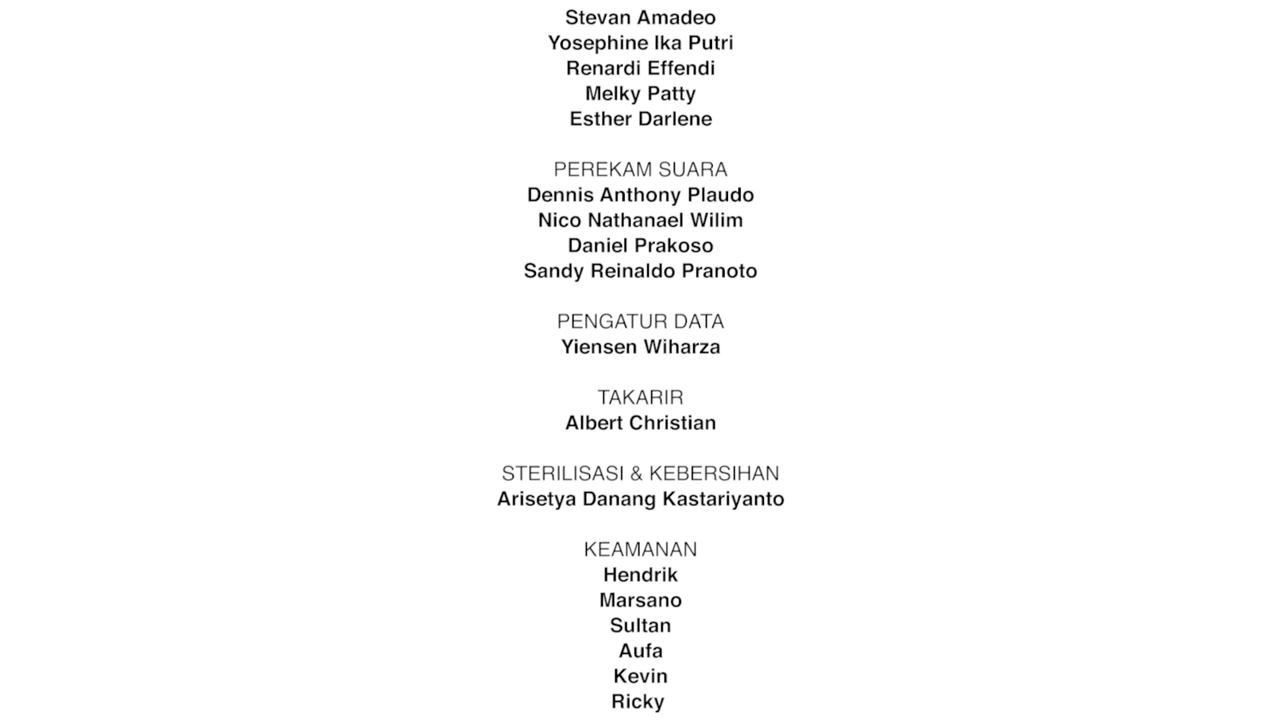 Stevan Amadeo
Yosephine Ika Putri
Renardi Effendi
Melky Patty
Esther Darlene
PEREKAM SUARA
Dennis Anthony Plaudo
Nico Nathanael Wilim
Daniel Prakoso
Sandy Reinaldo Pranoto
PENGATUR DATA
Yiensen Wiharza
TAKARIR
Albert Christian
STERILISASI & KEBERSIHAN
Arisetya Danang Kastariyanto
KEAMANAN
Hendrik
Marsano
Sultan
Aufa
Kevin
Ricky